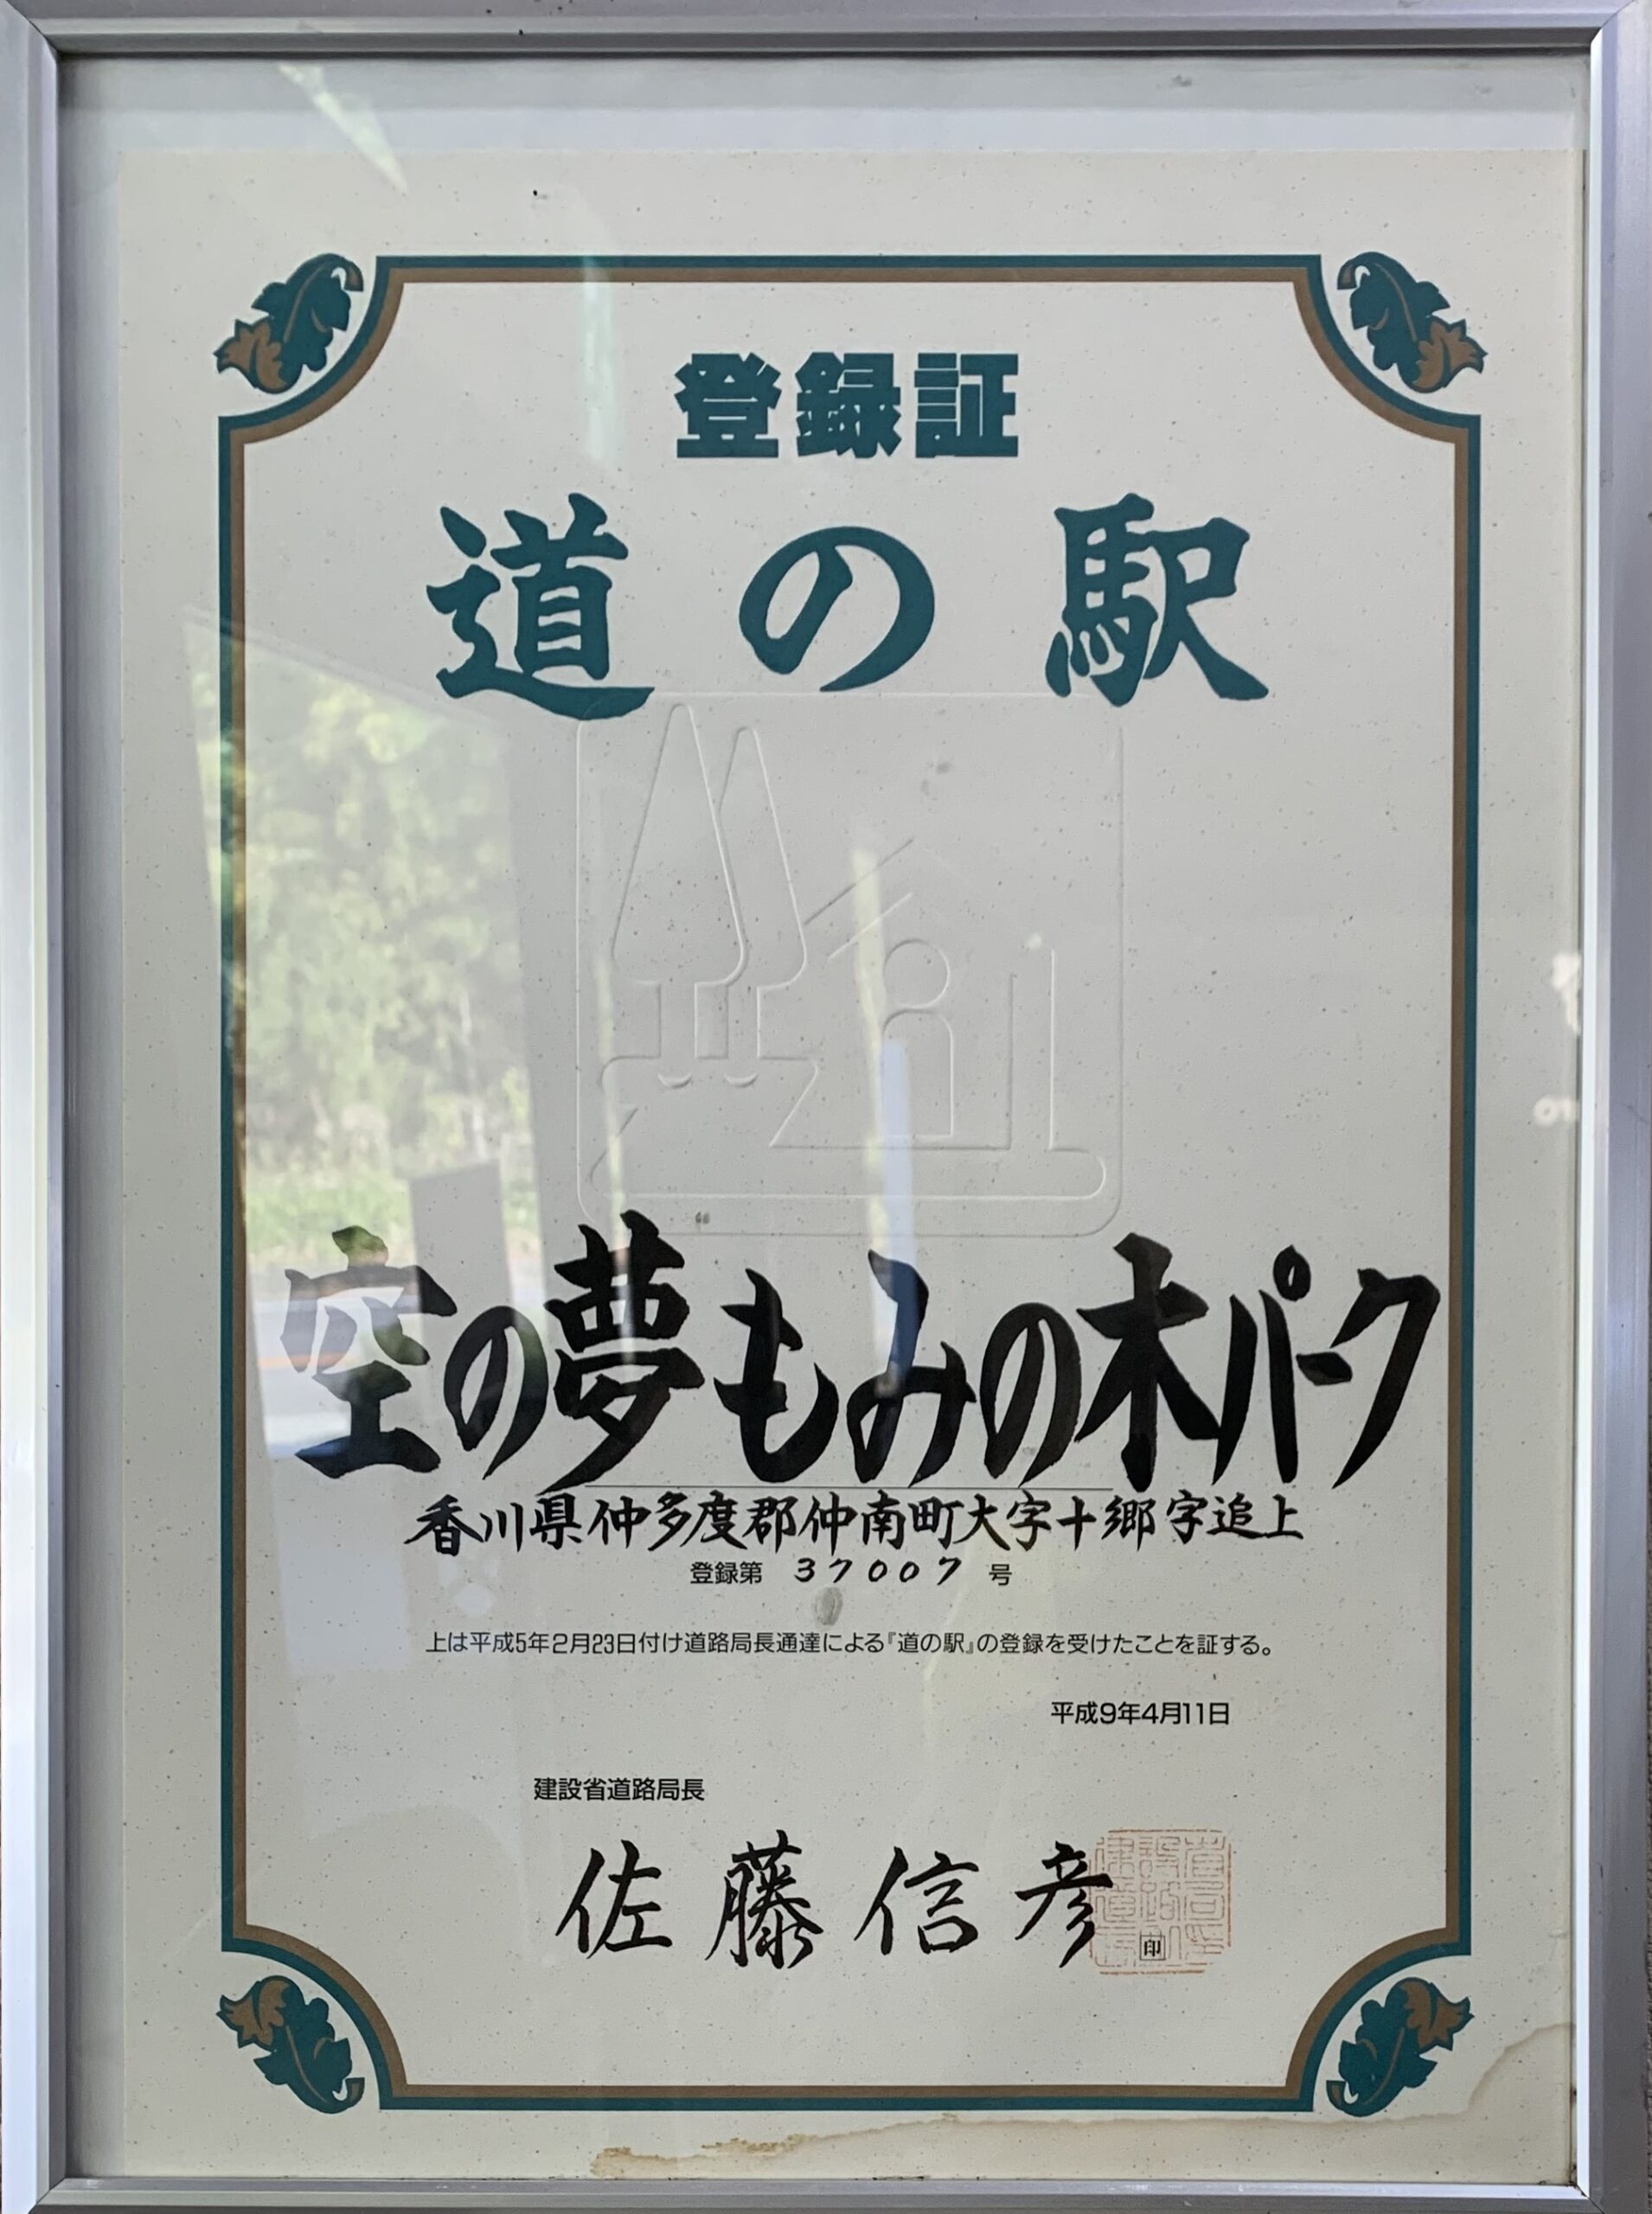 登録証
道の駅
空の夢もみの木パーク
香川県仲多度郡仲南町大字十郷字追上
登録第 37007 号
上は平成5年2月23日付け道路局長通達による『道の駅』の登録を受けたことを証する。
平成9年4月11日
建設省道路局長
佐藤信彦
印